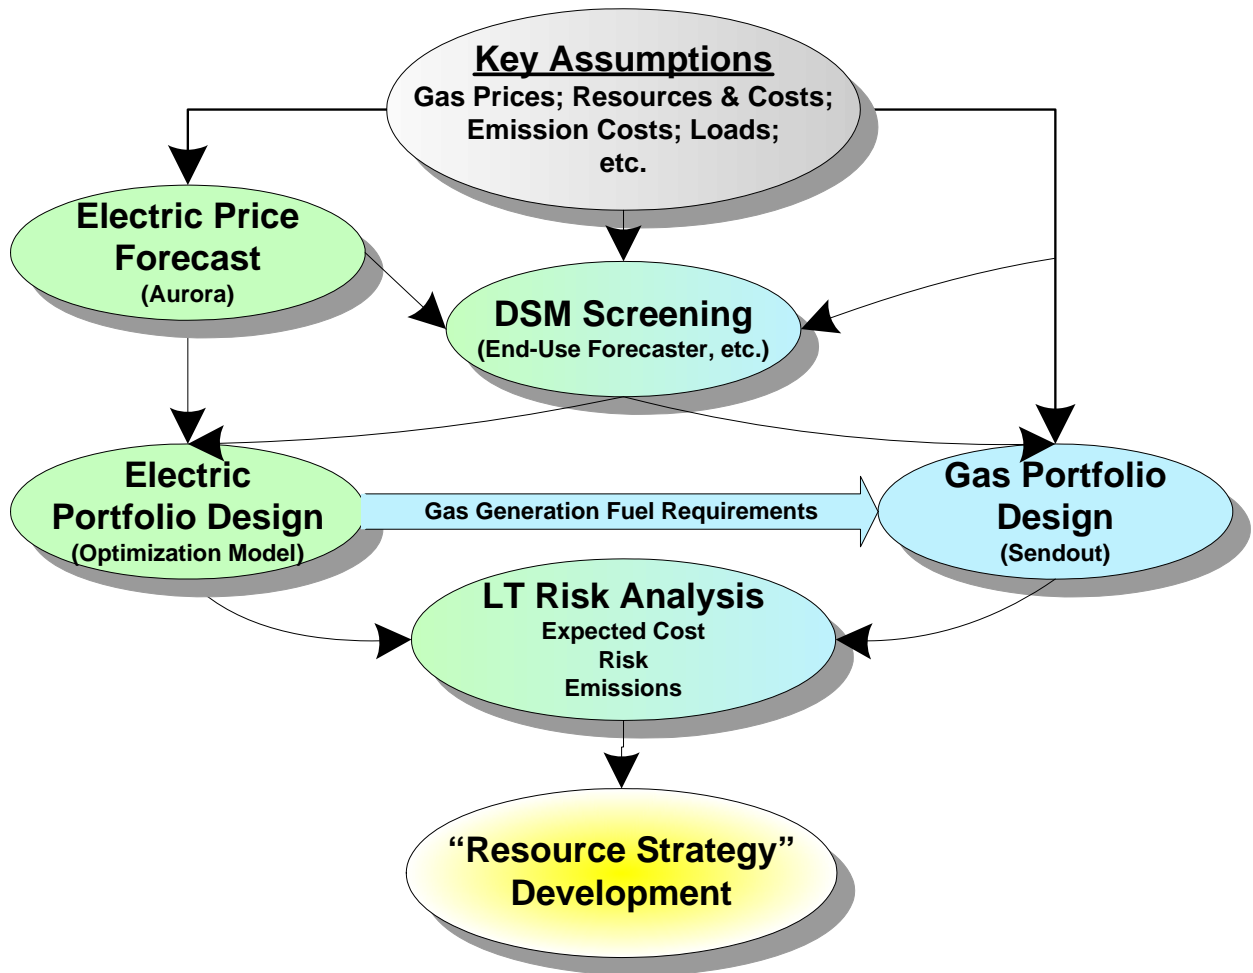 Key Assumptions
Gas Prices; Resources & Costs;
Emission Costs; Loads;
etc.
Electric Price
Forecast
(Aurora)
DSM Screening
(End-Use Forecaster, etc.)
Electric
Portfolio Design
(Optimization Model)
Gas Generation Fuel Requirements
Gas Portfolio
Design
(Sendout)
LT Risk Analysis
Expected Cost
Risk
Emissions
“Resource Strategy”
Development